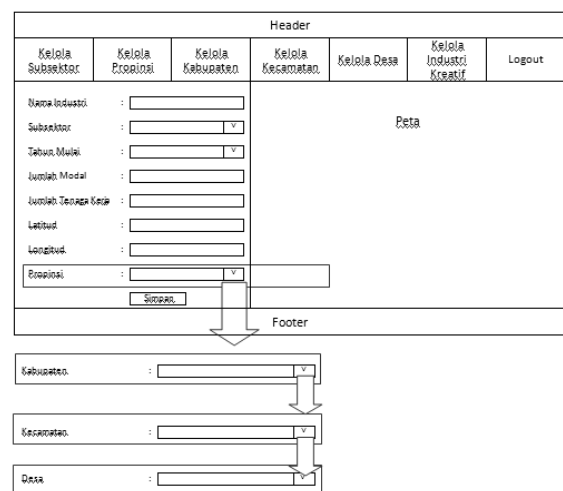 Header
Kelola
Subsektor
Kelola
Propinsi
Kelola
Kabupaten
Kelola
Kecamatan
Kelola Desa
Kelola
Industri
Kreatif
Logout
Nama Industri :
Subsektor : v
Tahun Mulai : v
Jumlah Modal :
Jumlah Tenaga Kerja :
Latitud :
Longitud :
Propinsi : v
Simpan
Peta
Footer
Kabupaten : v
Kecamatan : v
Desa : v